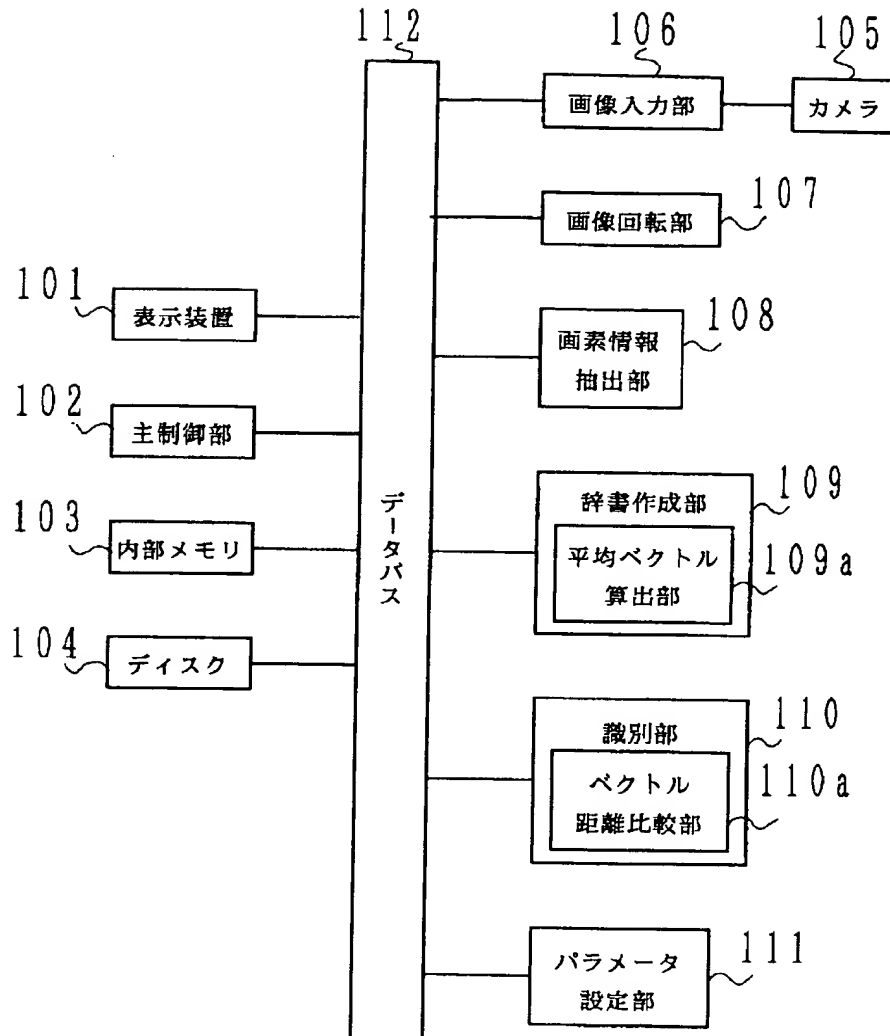 112
106
105
画像入力部
カメラ
107
画像回転部
101
表示装置
108
画素情報
抽出部
102
主制御部
103
内部メモリ
データバス
辞書作成部
109
平均ベクトル
算出部
109a
104
ディスク
識別部
110
ベクトル
距離比較部
110a
パラメータ
設定部
111